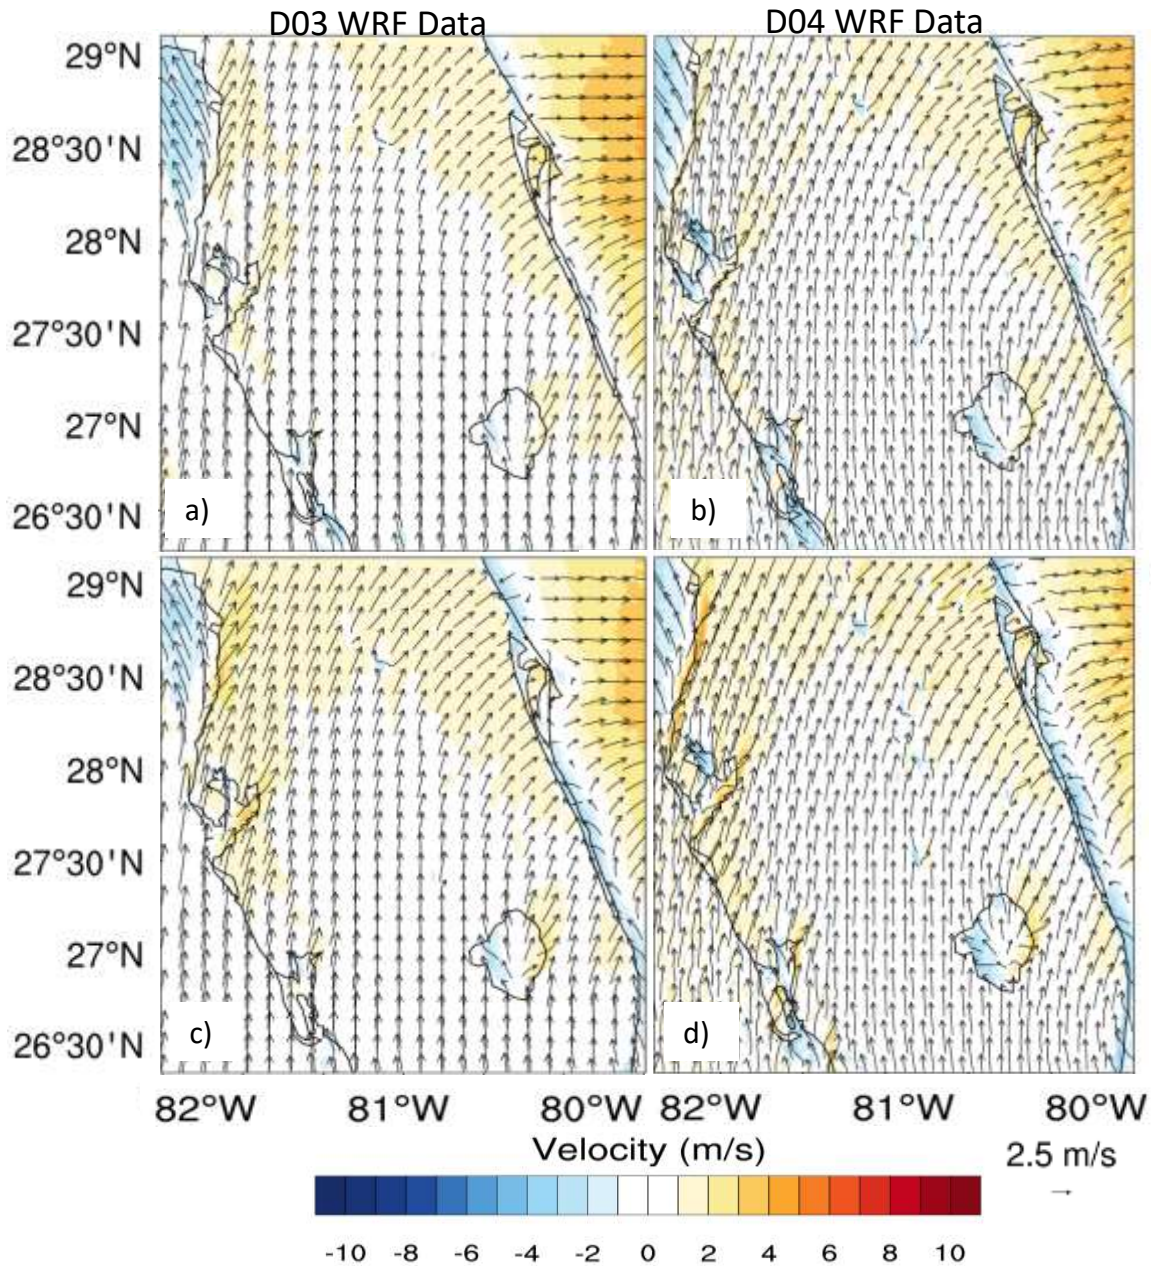 D03 WRF Data D04 WRF Data
29°N
28°30'N
28°N
27°30'N
27°N
a) b)
26°30'N
29°N
28°30'N
28°N
27°30'N
27°N
c) d)
26°30'N
82°W 81°W 80°W 82°W 81°W 80°W
Velocity (m/s) 2.5 m/s
-10 -8 -6 -4 -2 0 2 4 6 8 10